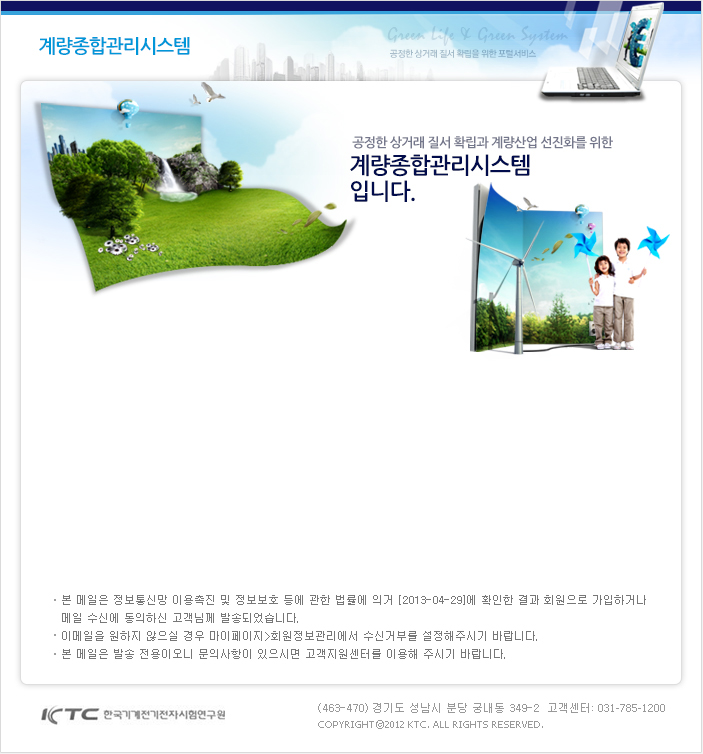 계량종합관리시스템
Green Life & Green System
공정한 상거래 질서 확립을 위한 포털서비스
공정한 상거래 질서 확립과 계량산업 선진화를 위한
계량종합관리시스템
입니다.
· 본 메일은 정보통신망 이용촉진 및 정보보호 등에 관한 법률에 의거 [2013-04-29]에 확인한 결과 회원으로 가입하거나
메일 수신에 동의하신 고객님께 발송되었습니다.
· 이메일을 원하지 않으실 경우 마이페이지>회원정보관리에서 수신거부를 설정해주시기 바랍니다.
· 본 메일은 발송 전용이오니 문의사항이 있으시면 고객지원센터를 이용해 주시기 바랍니다.
KTC 한국기계전기전자시험연구원
(463-470) 경기도 성남시 분당 궁내동 349-2 고객센터: 031-785-1200
COPYRIGHT@2012 KTC. ALL RIGHTS RESERVED.